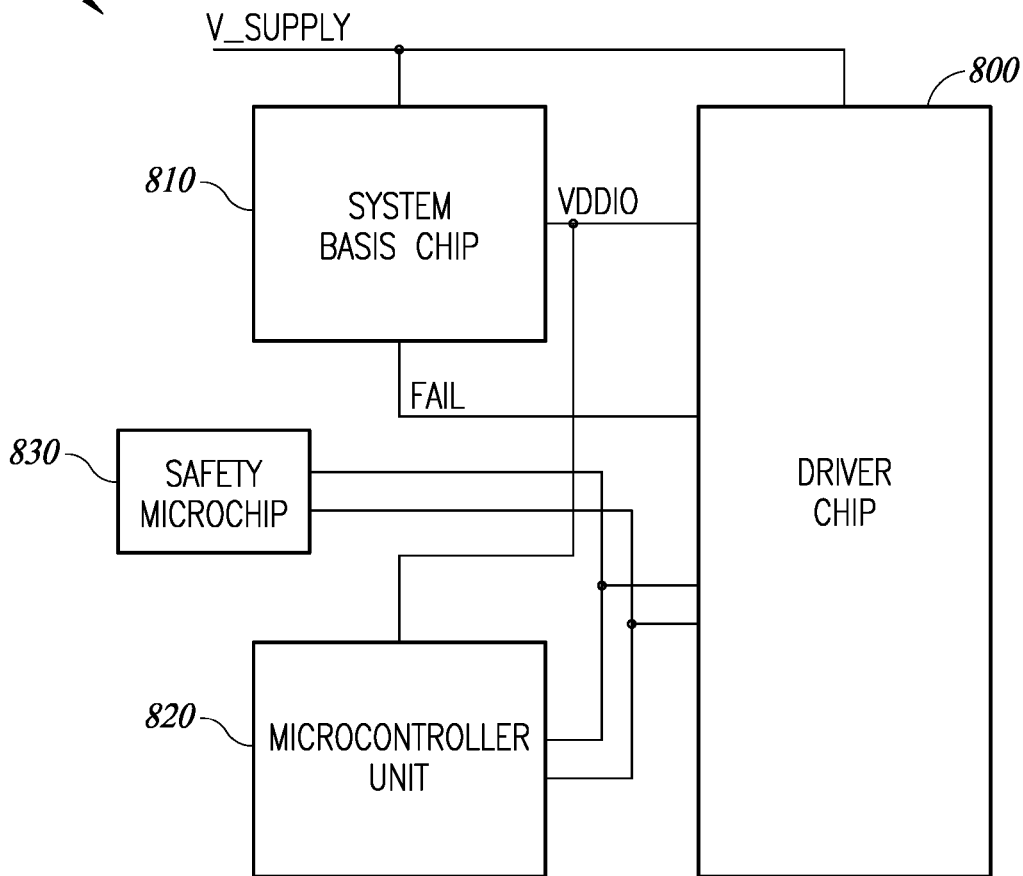 V_SUPPLY
800
810
SYSTEM
BASIS CHIP
VDDIO
FAIL
830
SAFETY
MICROCHIP
DRIVER
CHIP
820
MICROCONTROLLER
UNIT